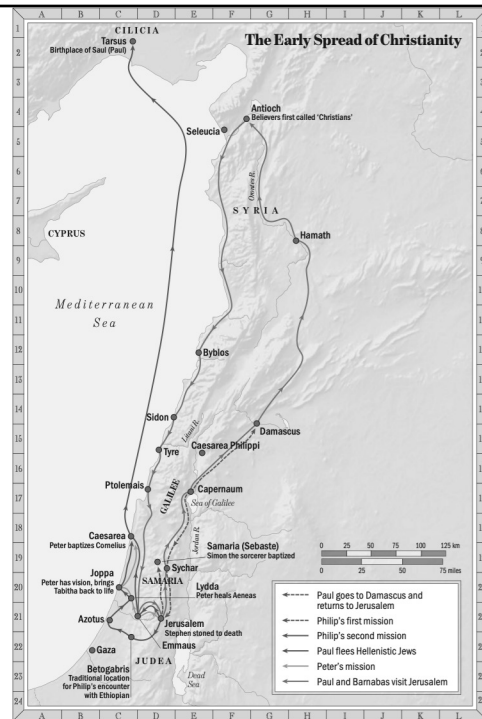 A B C D E F G H I J K L
The Early Spread of Christianity
CILICIA
Tarsus
Birthplace of Saul (Paul)
Antioch
Believers first called 'Christians'
Seleucia
Orontes R.
SYRIA
CYPRUS
Hamath
Mediterranean
Sea
Byblos
Sidon
Litani R.
Damascus
Tyre
Caesarea Philippi
Ptolemais
GALILEE
Capernaum
Sea of Galilee
Jordan R.
Caesarea
Peter baptizes Cornelius
Samaria (Sebaste)
Simon the sorcerer baptized
Sychar
Joppa
Peter has vision, brings
Tabitha back to life
SAMARIA
Lydda
Peter heals Aeneas
Azotus
Jerusalem
Stephen stoned to death
Emmaus
Gaza
JUDEA
Betogabris
Traditional location
for Philip's encounter
with Ethiopian
Dead
Sea
0 25 50 75 100 125 km
0 25 50 75 miles
Paul goes to Damascus and
returns to Jerusalem
Philip's first mission
Philip's second mission
Paul flees Hellenistic Jews
Peter's mission
Paul and Barnabas visit Jerusalem
1
2
3
4
5
6
7
8
9
10
11
12
13
14
15
16
17
18
19
20
21
22
23
24
A B C D E F G H I J K L